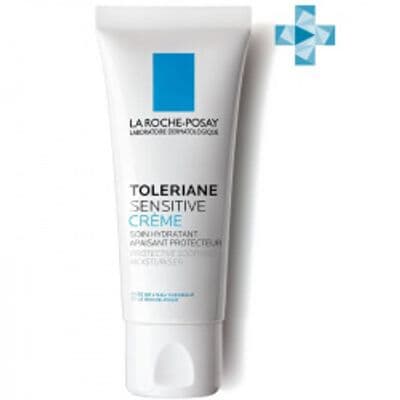 LA ROCHE-POSAY
LABORATOIRE DERMATOLOGIQUE
TOLERIANE
SENSITIVE
CRÈME
SOIN HYDRATANT
APAISANT PROTECTEUR
PROTECTIVE SOOTHING
MOISTURISER